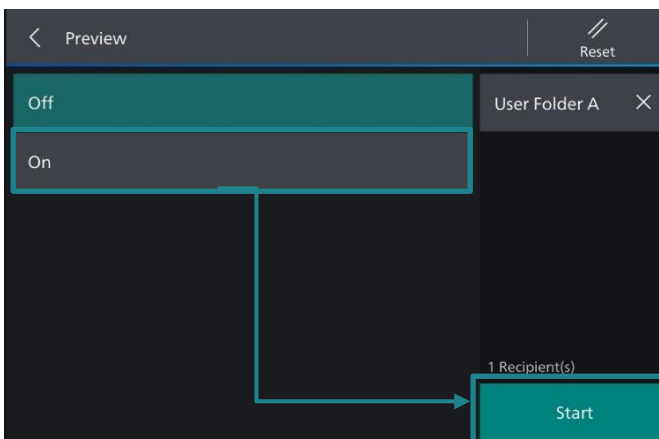 Preview
Reset
Off
User Folder A
On
1 Recipient(s)
Start